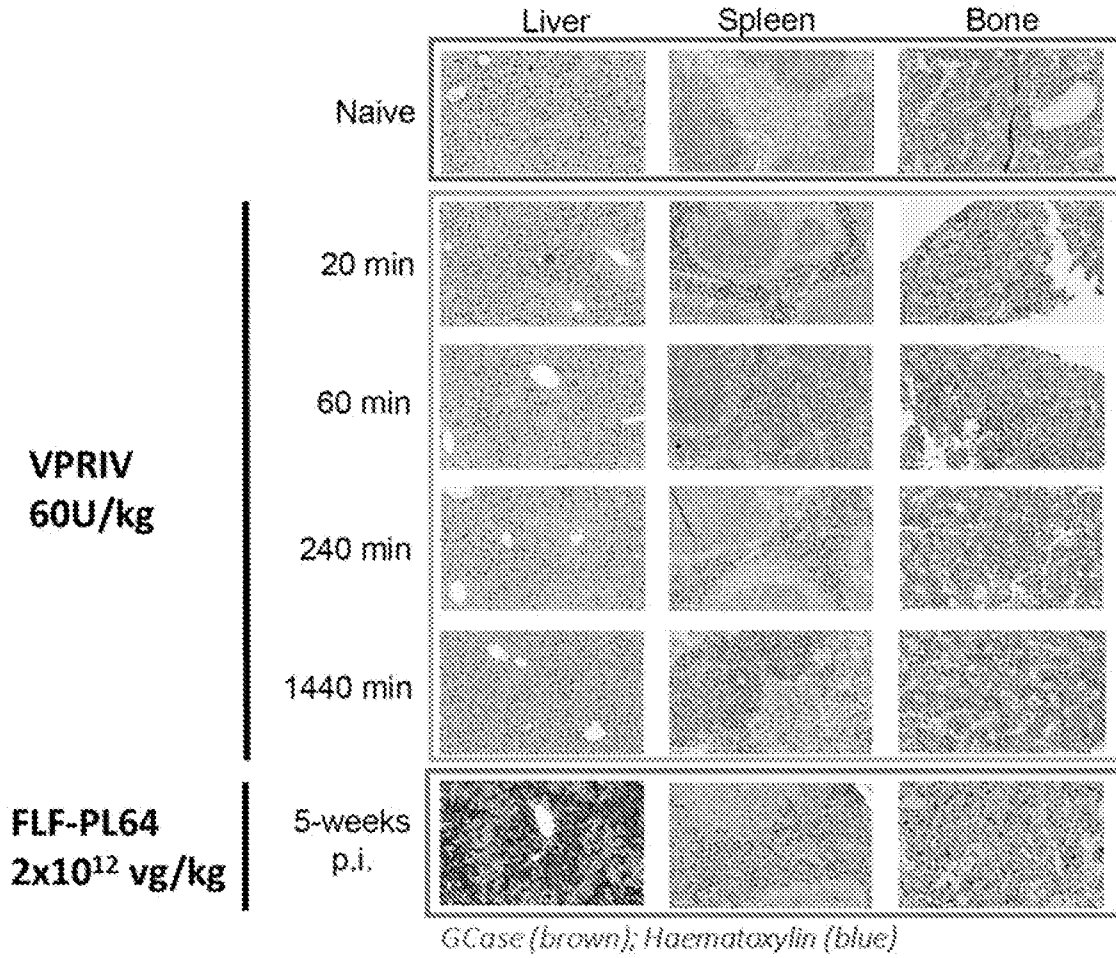 Liver Spleen Bone
Naive
20 min
60 min
VPRIV
60U/kg
240 min
1440 min
FLF-PL64
2x10¹² vg/kg
5-weeks
p.i.
GCase (brown); Haematoxylin (blue)